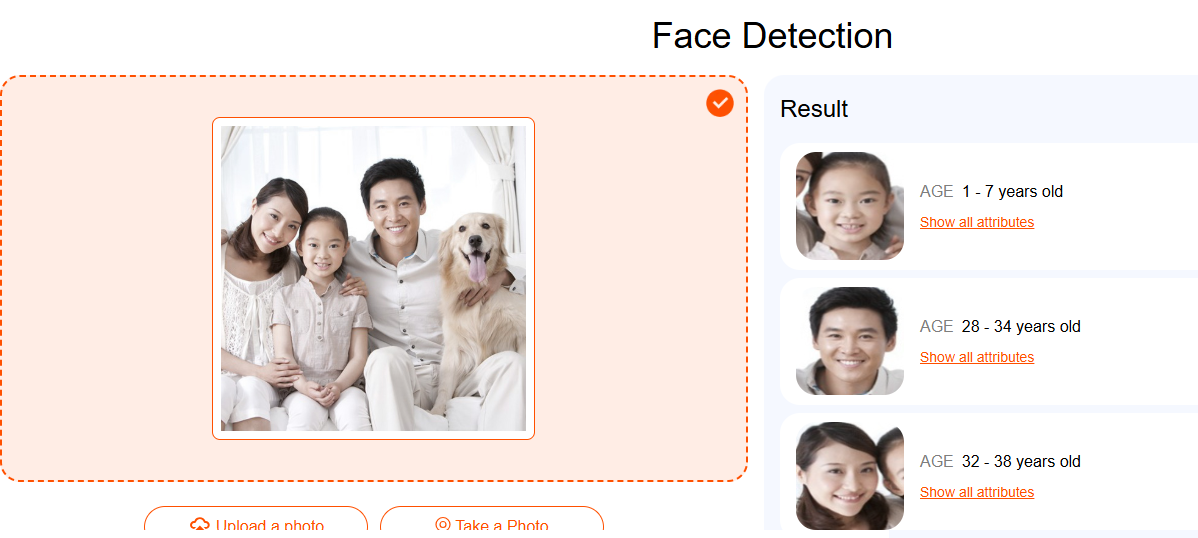 Face Detection
Result
AGE 1 - 7 years old
Show all attributes
AGE 28 - 34 years old
Show all attributes
AGE 32 - 38 years old
Show all attributes
Upload a photo
Take a Photo